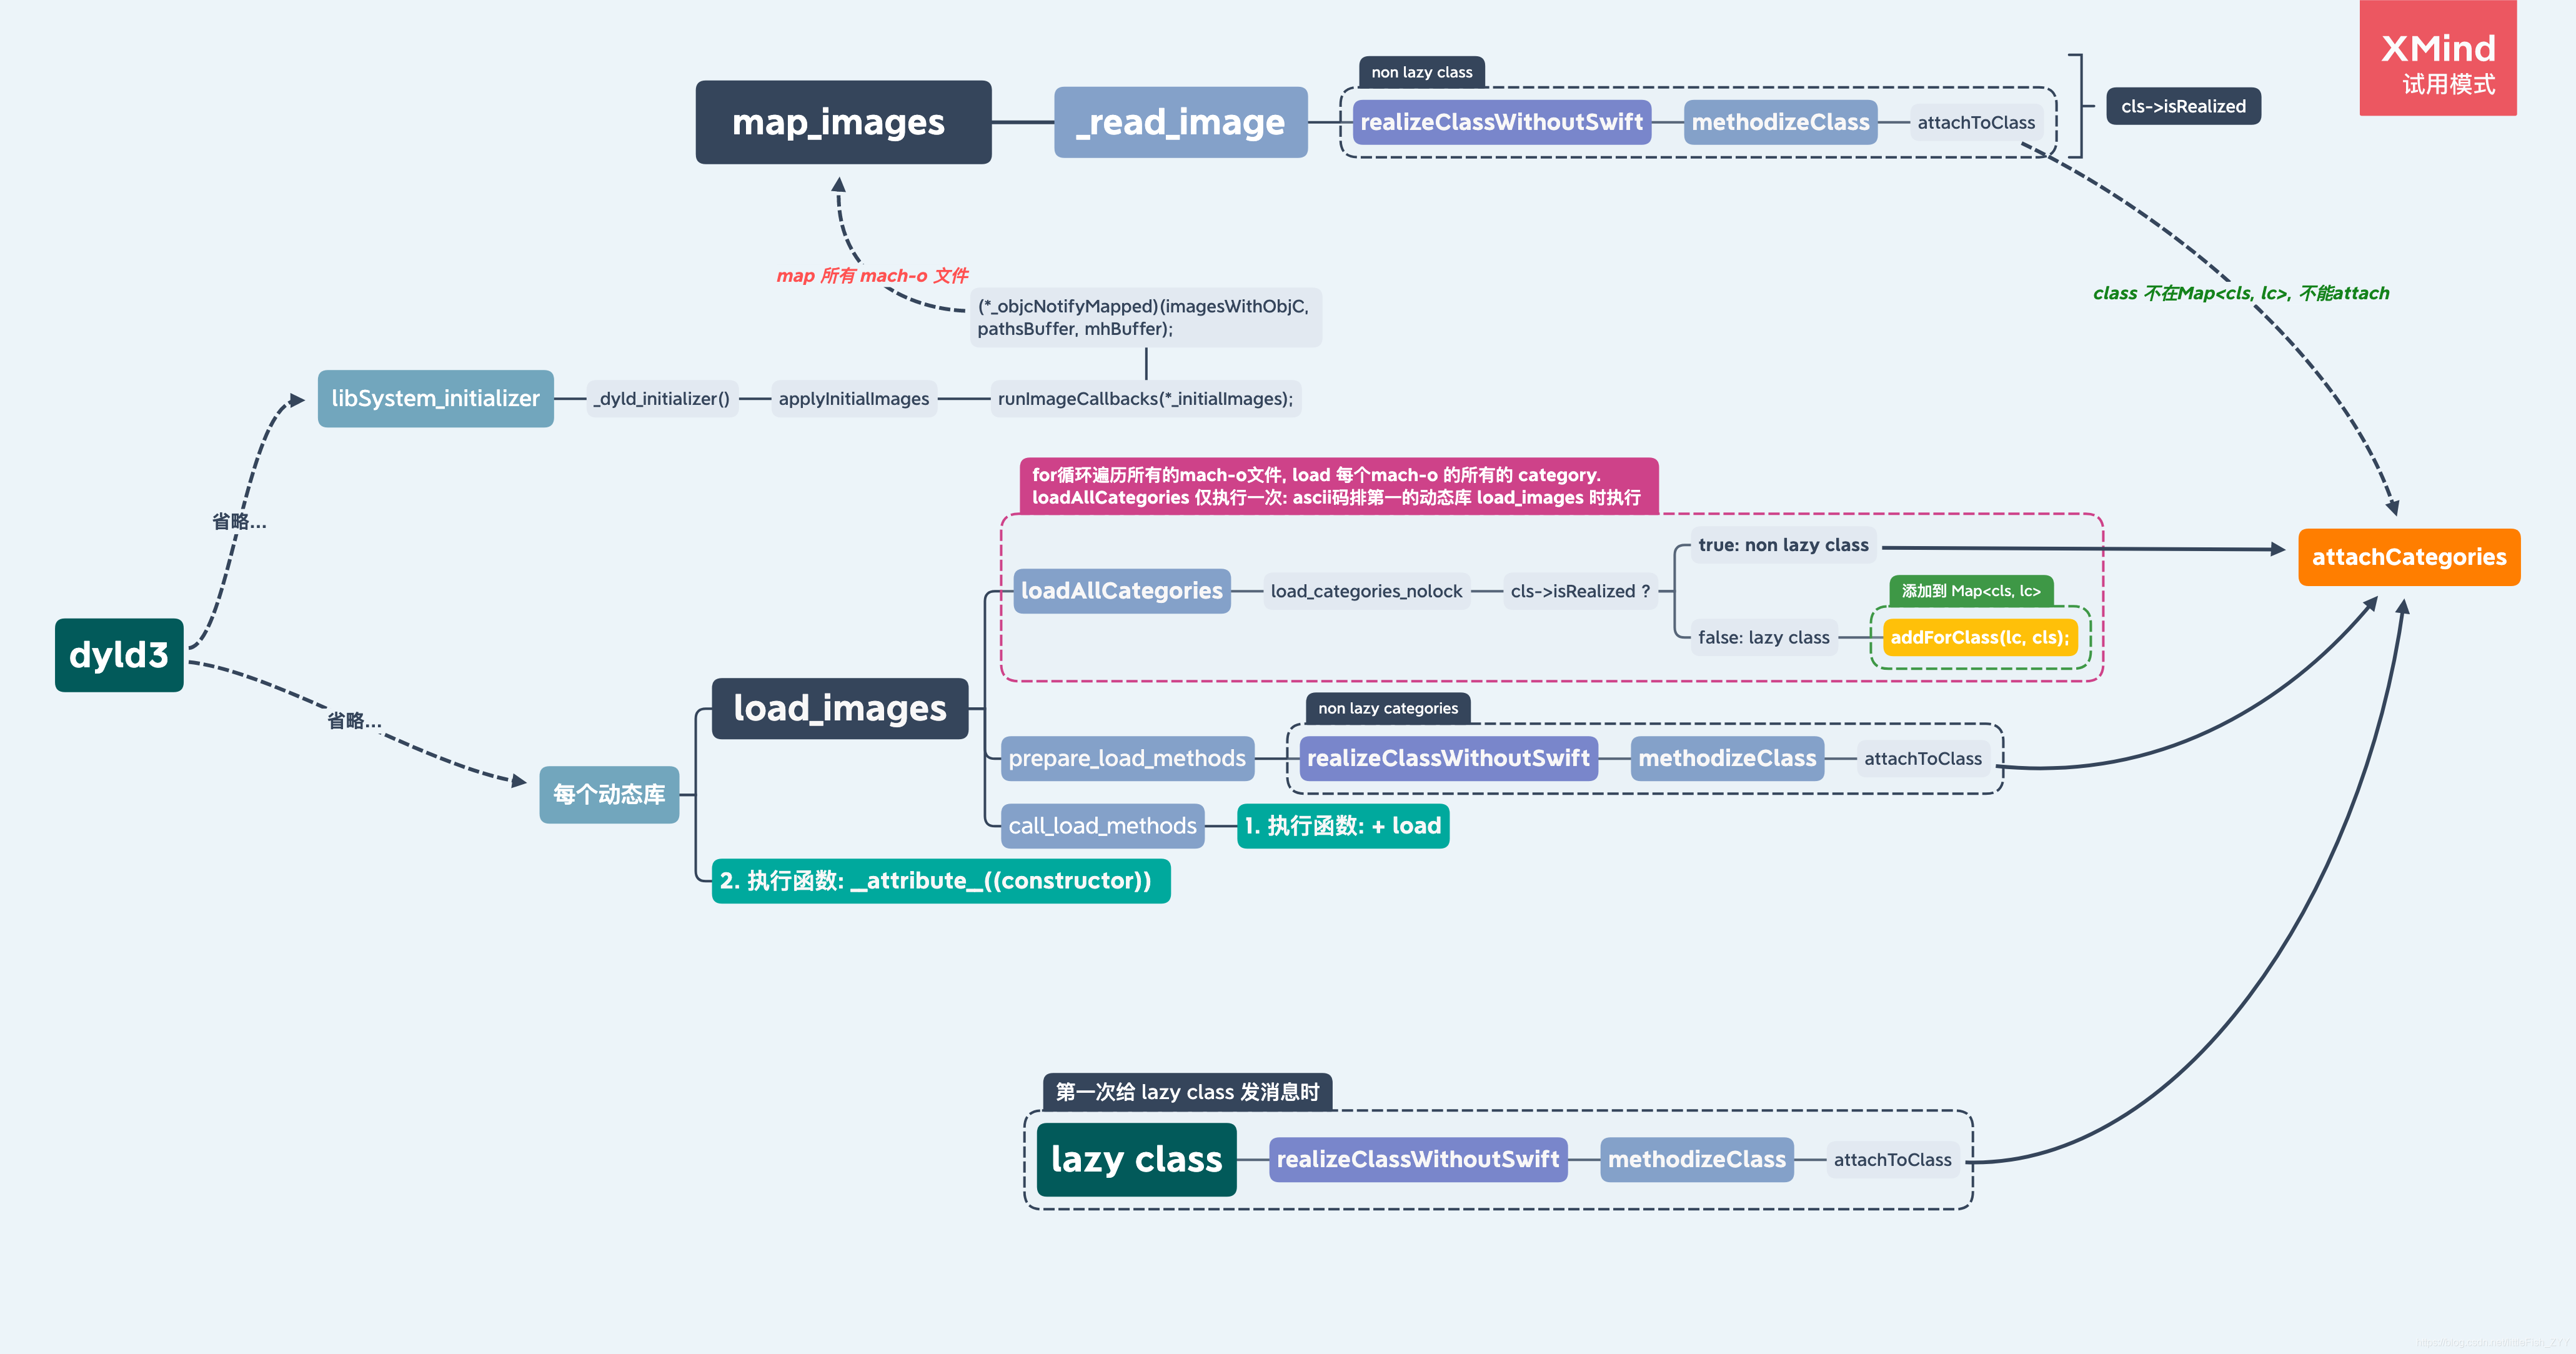 XMind
试用模式
non lazy class
map_images
_read_image
realizeClassWithoutSwift
methodizeClass
attachToClass
cls->isRealized
map 所有 mach-o 文件
(*_objcNotifyMapped)(imagesWithObjC,
pathsBuffer, mhBuffer);
class 不在Map<cls, lc>, 不能attach
libSystem_initializer
_dyld_initializer()
applyInitialImages
runImageCallbacks(*_initialImages);
省略...
for循环遍历所有的mach-o文件, load 每个mach-o 的所有的 category.
loadAllCategories 仅执行一次: ascii码排第一的动态库 load_images 时执行
true: non lazy class
attachCategories
loadAllCategories
load_categories_nolock
cls->isRealized ?
添加到 Map<cls, lc>
false: lazy class
addForClass(lc, cls);
dyld3
省略...
load_images
non lazy categories
prepare_load_methods
realizeClassWithoutSwift
methodizeClass
attachToClass
每个动态库
call_load_methods
1. 执行函数: + load
2. 执行函数: __attribute_((constructor))
第一次给 lazy class 发消息时
lazy class
realizeClassWithoutSwift
methodizeClass
attachToClass